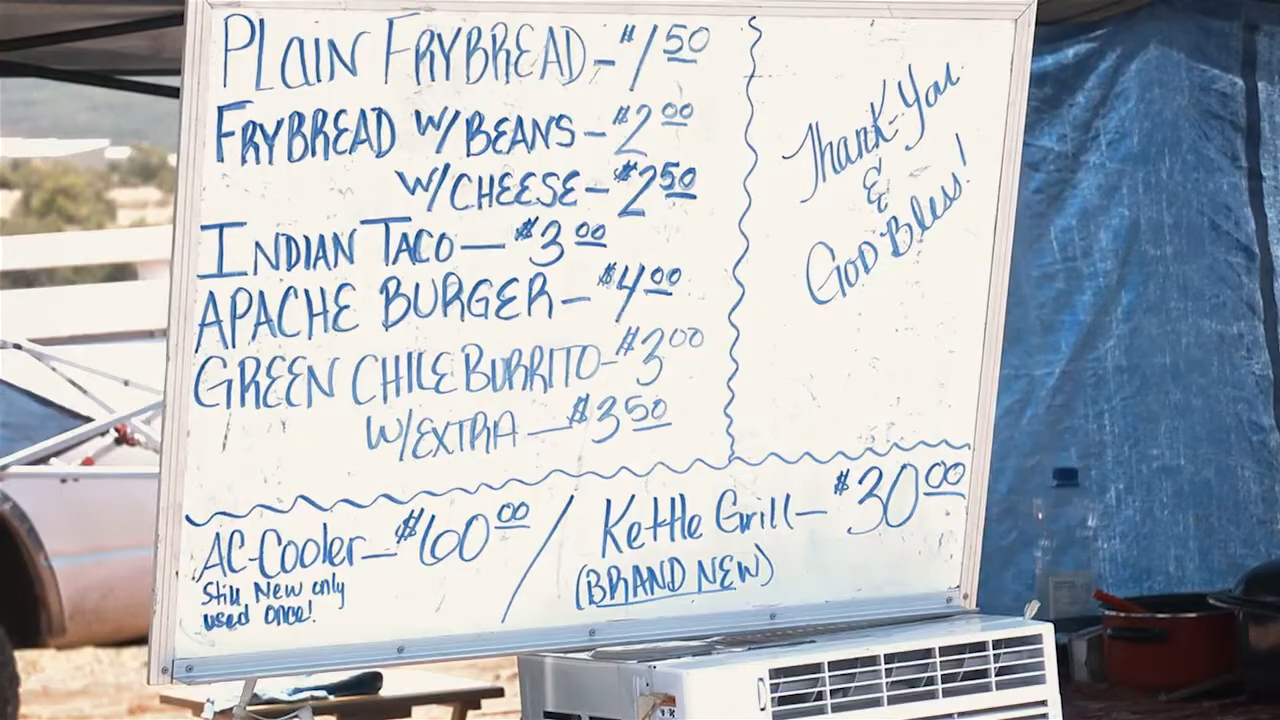 PLaIN FRYBREAD - $1.50
FRYBREAD W/BEANS - $2.00
W/CHEESE - $2.50
INDIAN TACO — $3.00
APACHE BURGER - $4.00
GREEN CHILE BURRITO - $3.00
W/EXTRA — $3.50
Thank-You
&
GOD Bless!
AC-Cooler - $60.00 /
Still New only
used once!
Kettle Grill - $30.00
(BRAND NEW)